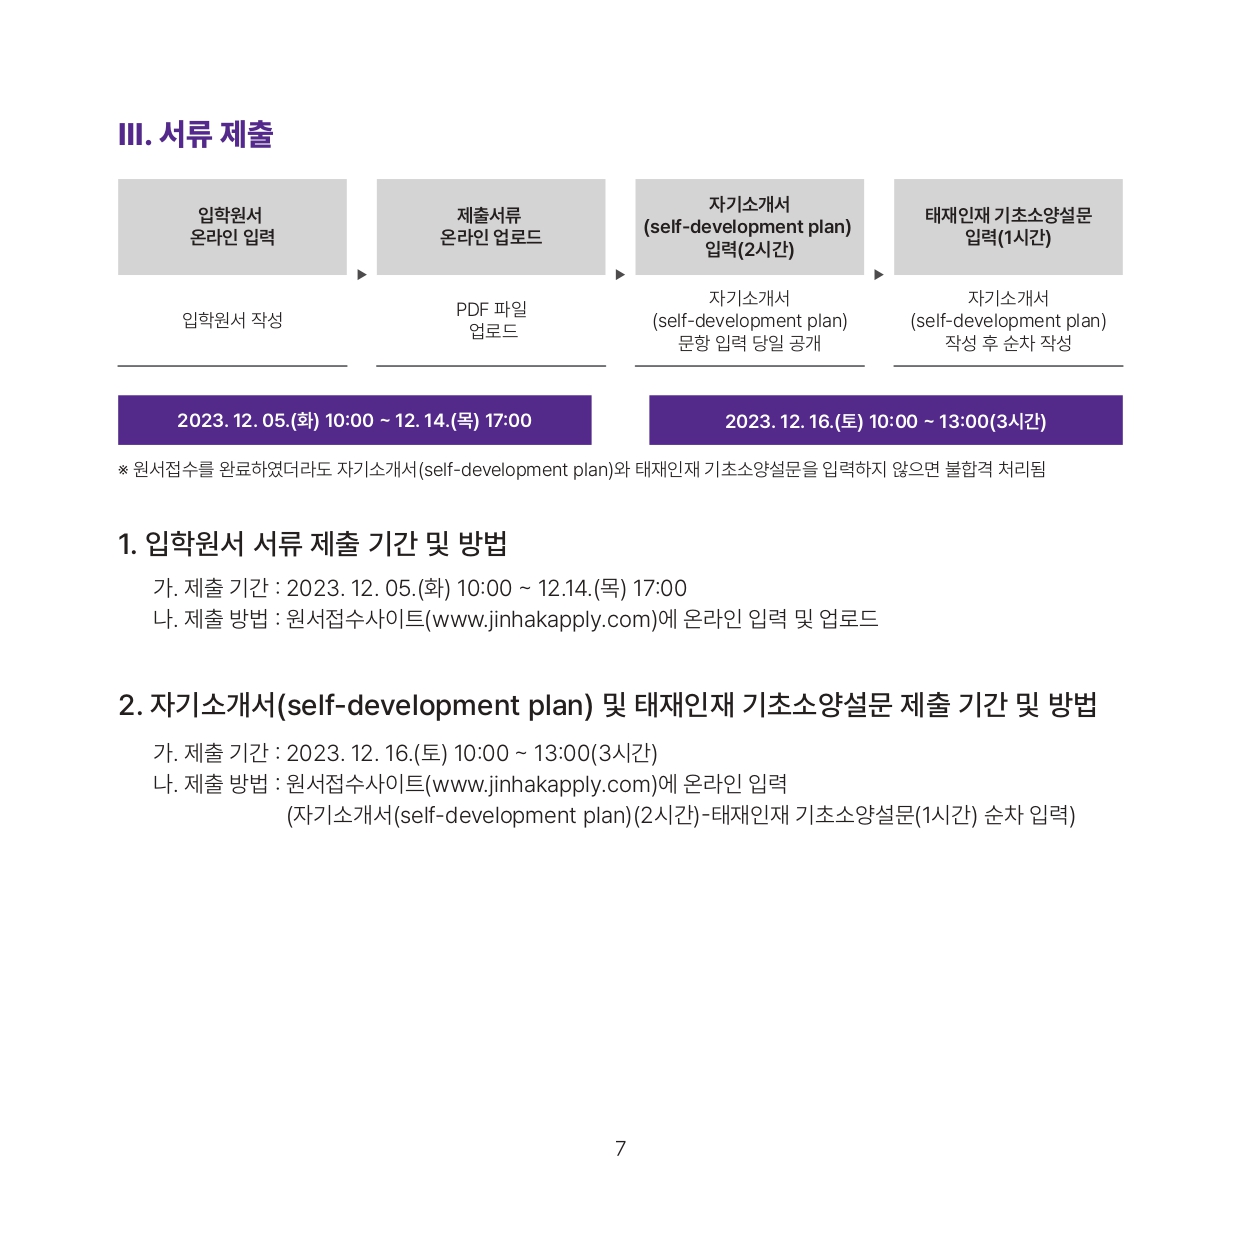 III. 서류 제출
입학원서
온라인 입력
제출서류
온라인 업로드
자기소개서
(self-development plan)
입력(2시간)
태재인재 기초소양설문
입력(1시간)
▶
▶
▶
입학원서 작성
PDF 파일
업로드
자기소개서
(self-development plan)
문항 입력 당일 공개
자기소개서
(self-development plan)
작성 후 순차 작성
2023. 12. 05.(화) 10:00 ~ 12. 14.(목) 17:00
2023. 12. 16.(토) 10:00 ~ 13:00(3시간)
※ 원서접수를 완료하였더라도 자기소개서(self-development plan)와 태재인재 기초소양설문을 입력하지 않으면 불합격 처리됨
1. 입학원서 서류 제출 기간 및 방법
가. 제출 기간 : 2023. 12. 05.(화) 10:00 ~ 12.14.(목) 17:00
나. 제출 방법 : 원서접수사이트(www.jinhakapply.com)에 온라인 입력 및 업로드
2. 자기소개서(self-development plan) 및 태재인재 기초소양설문 제출 기간 및 방법
가. 제출 기간 : 2023. 12. 16.(토) 10:00 ~ 13:00(3시간)
나. 제출 방법 : 원서접수사이트(www.jinhakapply.com)에 온라인 입력
(자기소개서(self-development plan)(2시간)-태재인재 기초소양설문(1시간) 순차 입력)
7